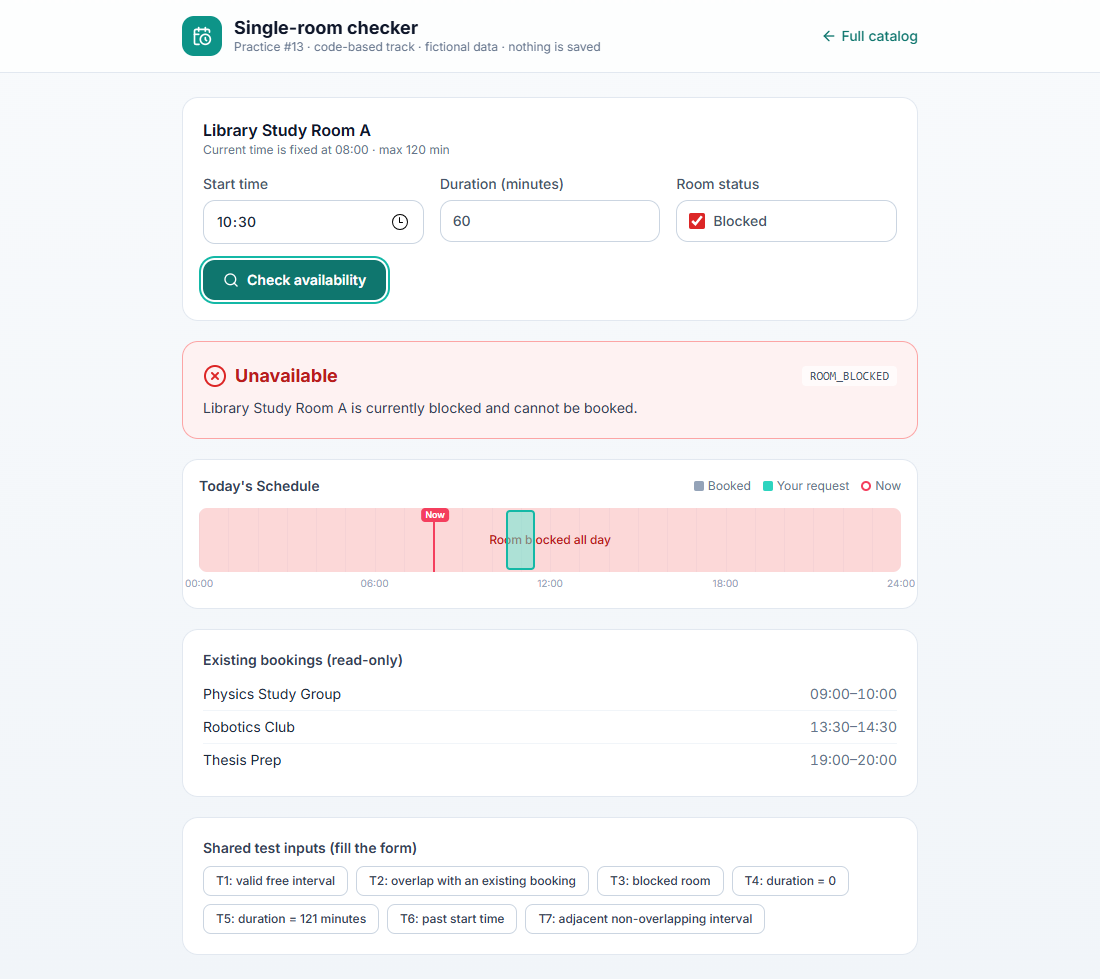 Single-room checker
Practice #13 · code-based track · fictional data · nothing is saved
← Full catalog
Library Study Room A
Current time is fixed at 08:00 · max 120 min
Start time
Duration (minutes)
Room status
10:30
60
Blocked
Check availability
Unavailable
ROOM_BLOCKED
Library Study Room A is currently blocked and cannot be booked.
Today's Schedule
Booked
Your request
Now
Now
Room blocked all day
00:00
06:00
12:00
18:00
24:00
Existing bookings (read-only)
Physics Study Group 09:00–10:00
Robotics Club 13:30–14:30
Thesis Prep 19:00–20:00
Shared test inputs (fill the form)
T1: valid free interval
T2: overlap with an existing booking
T3: blocked room
T4: duration = 0
T5: duration = 121 minutes
T6: past start time
T7: adjacent non-overlapping interval